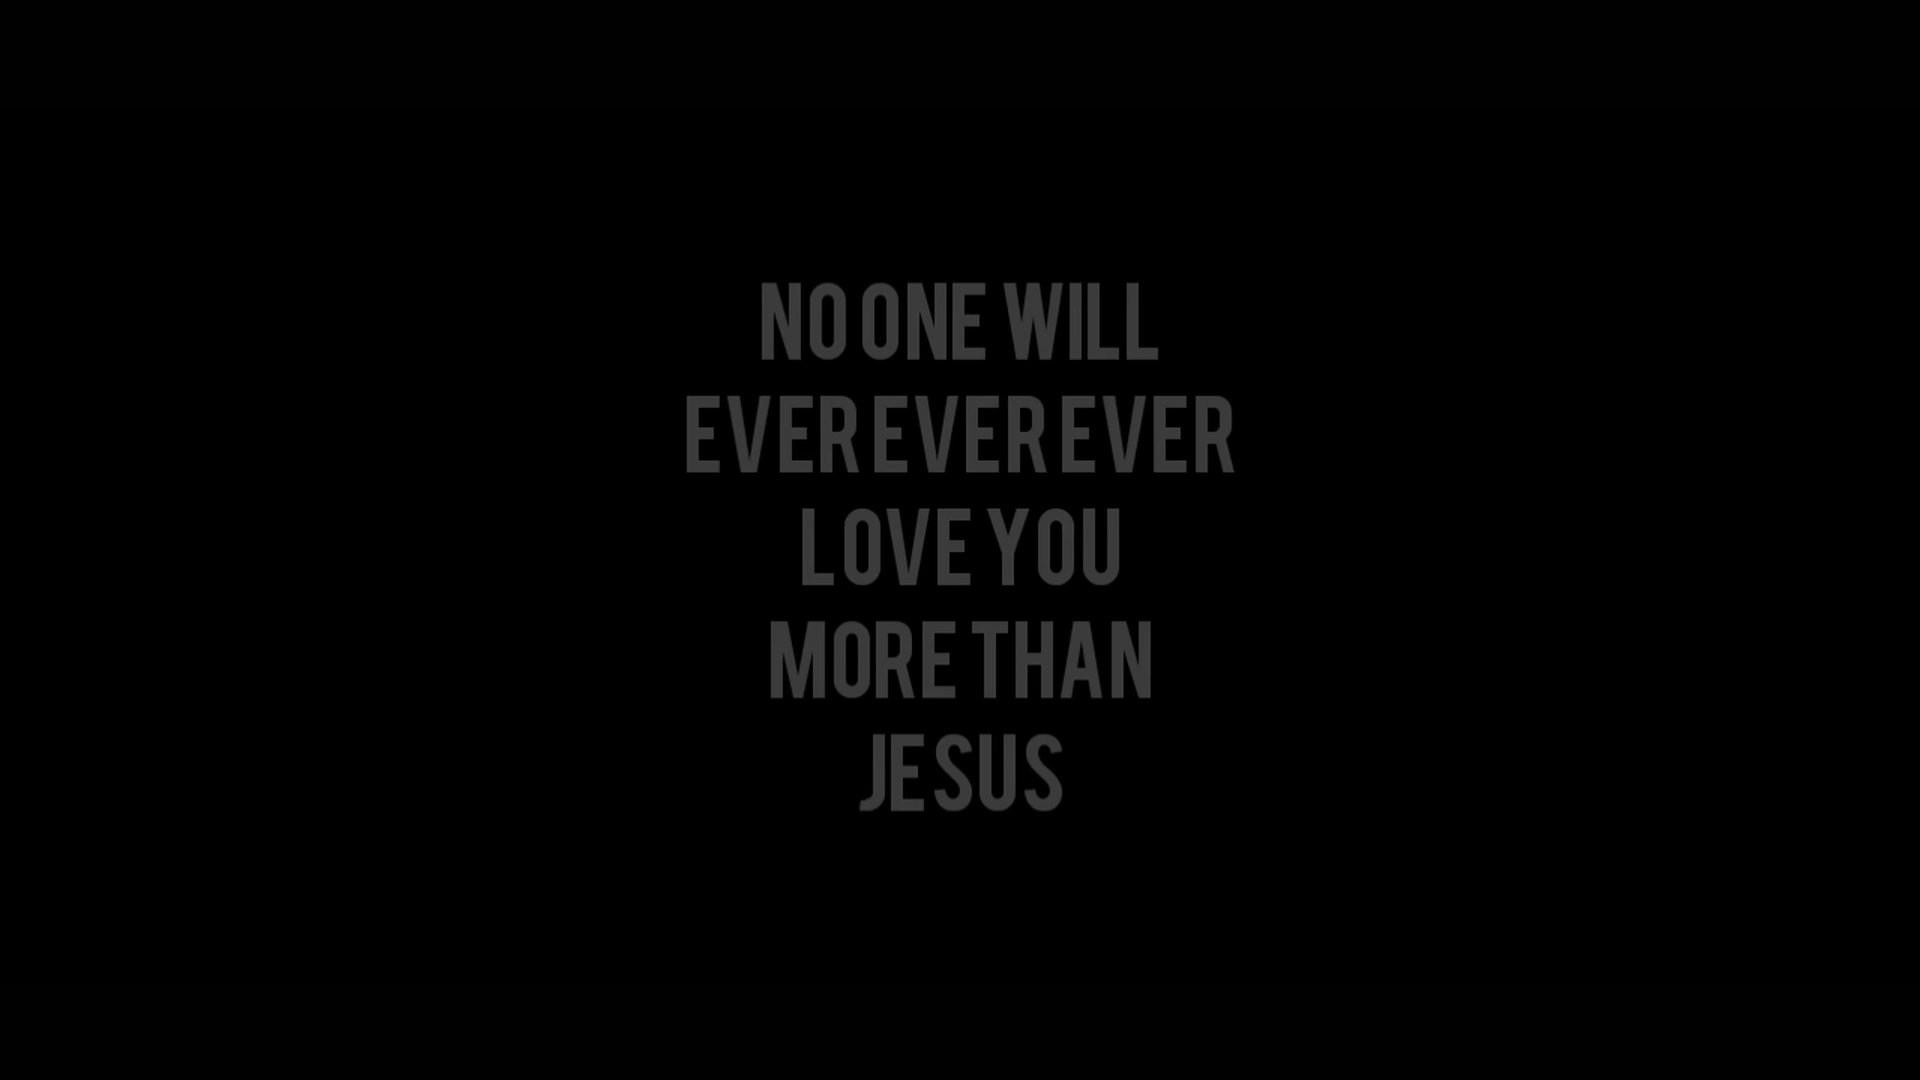 NO ONE WILL
EVER EVER EVER
LOVE YOU
MORE THAN
JESUS